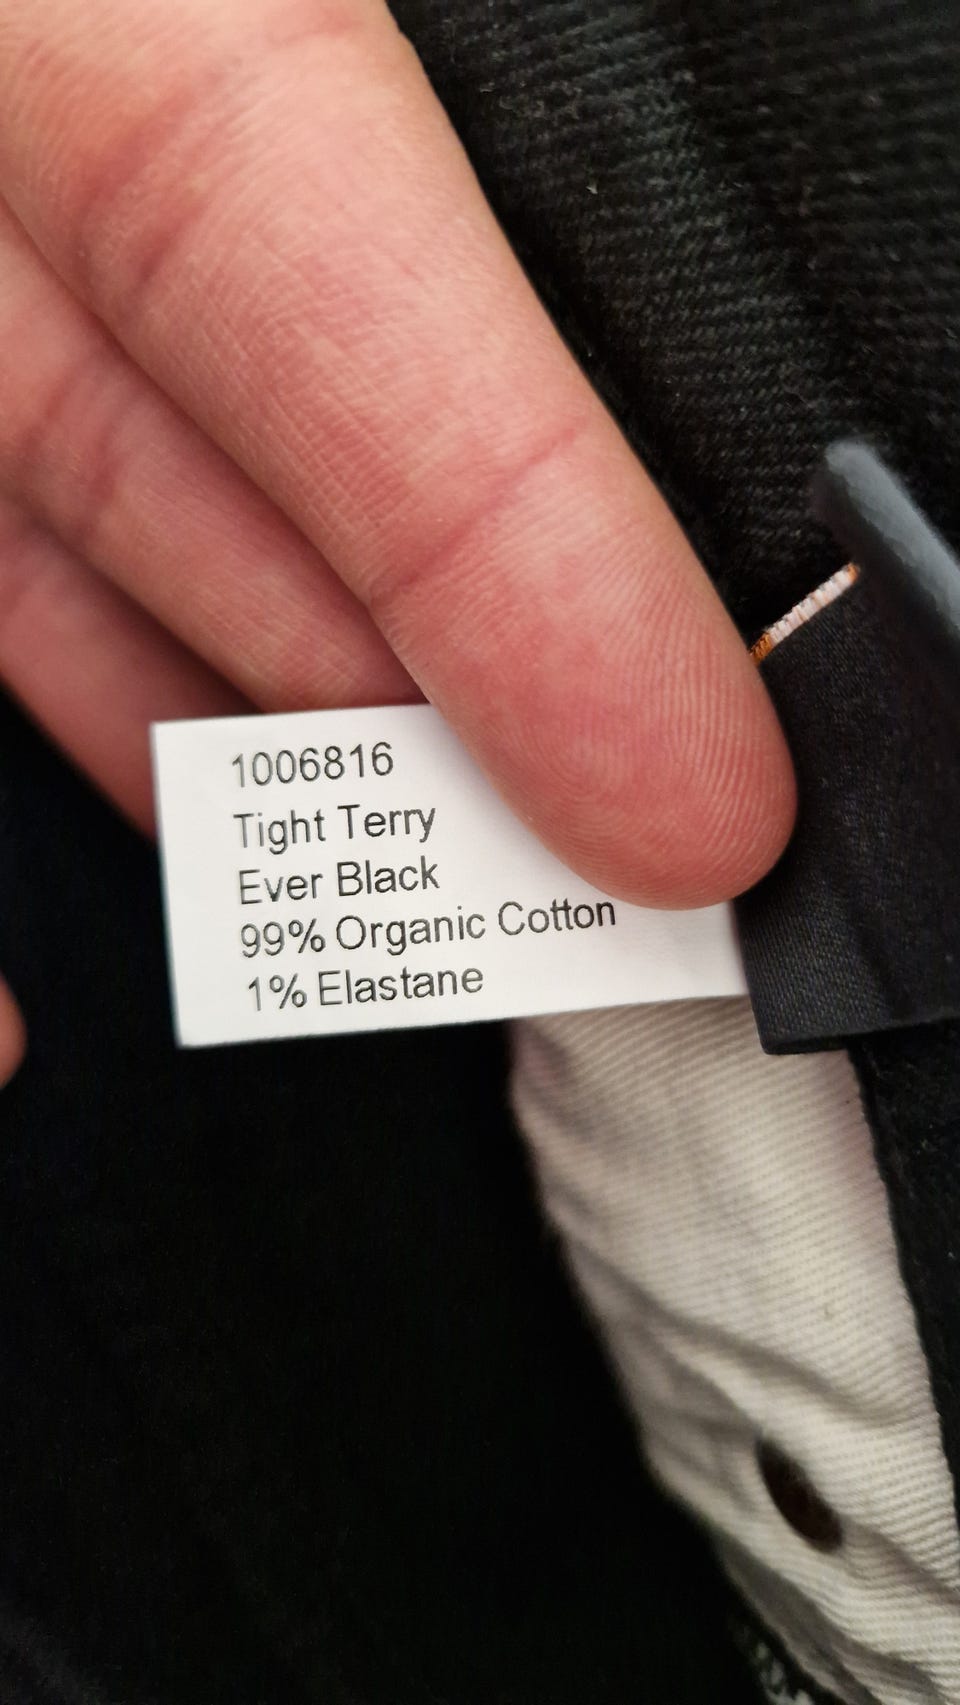 1006816
Tight Terry
Ever Black
99% Organic Cotton
1% Elastane